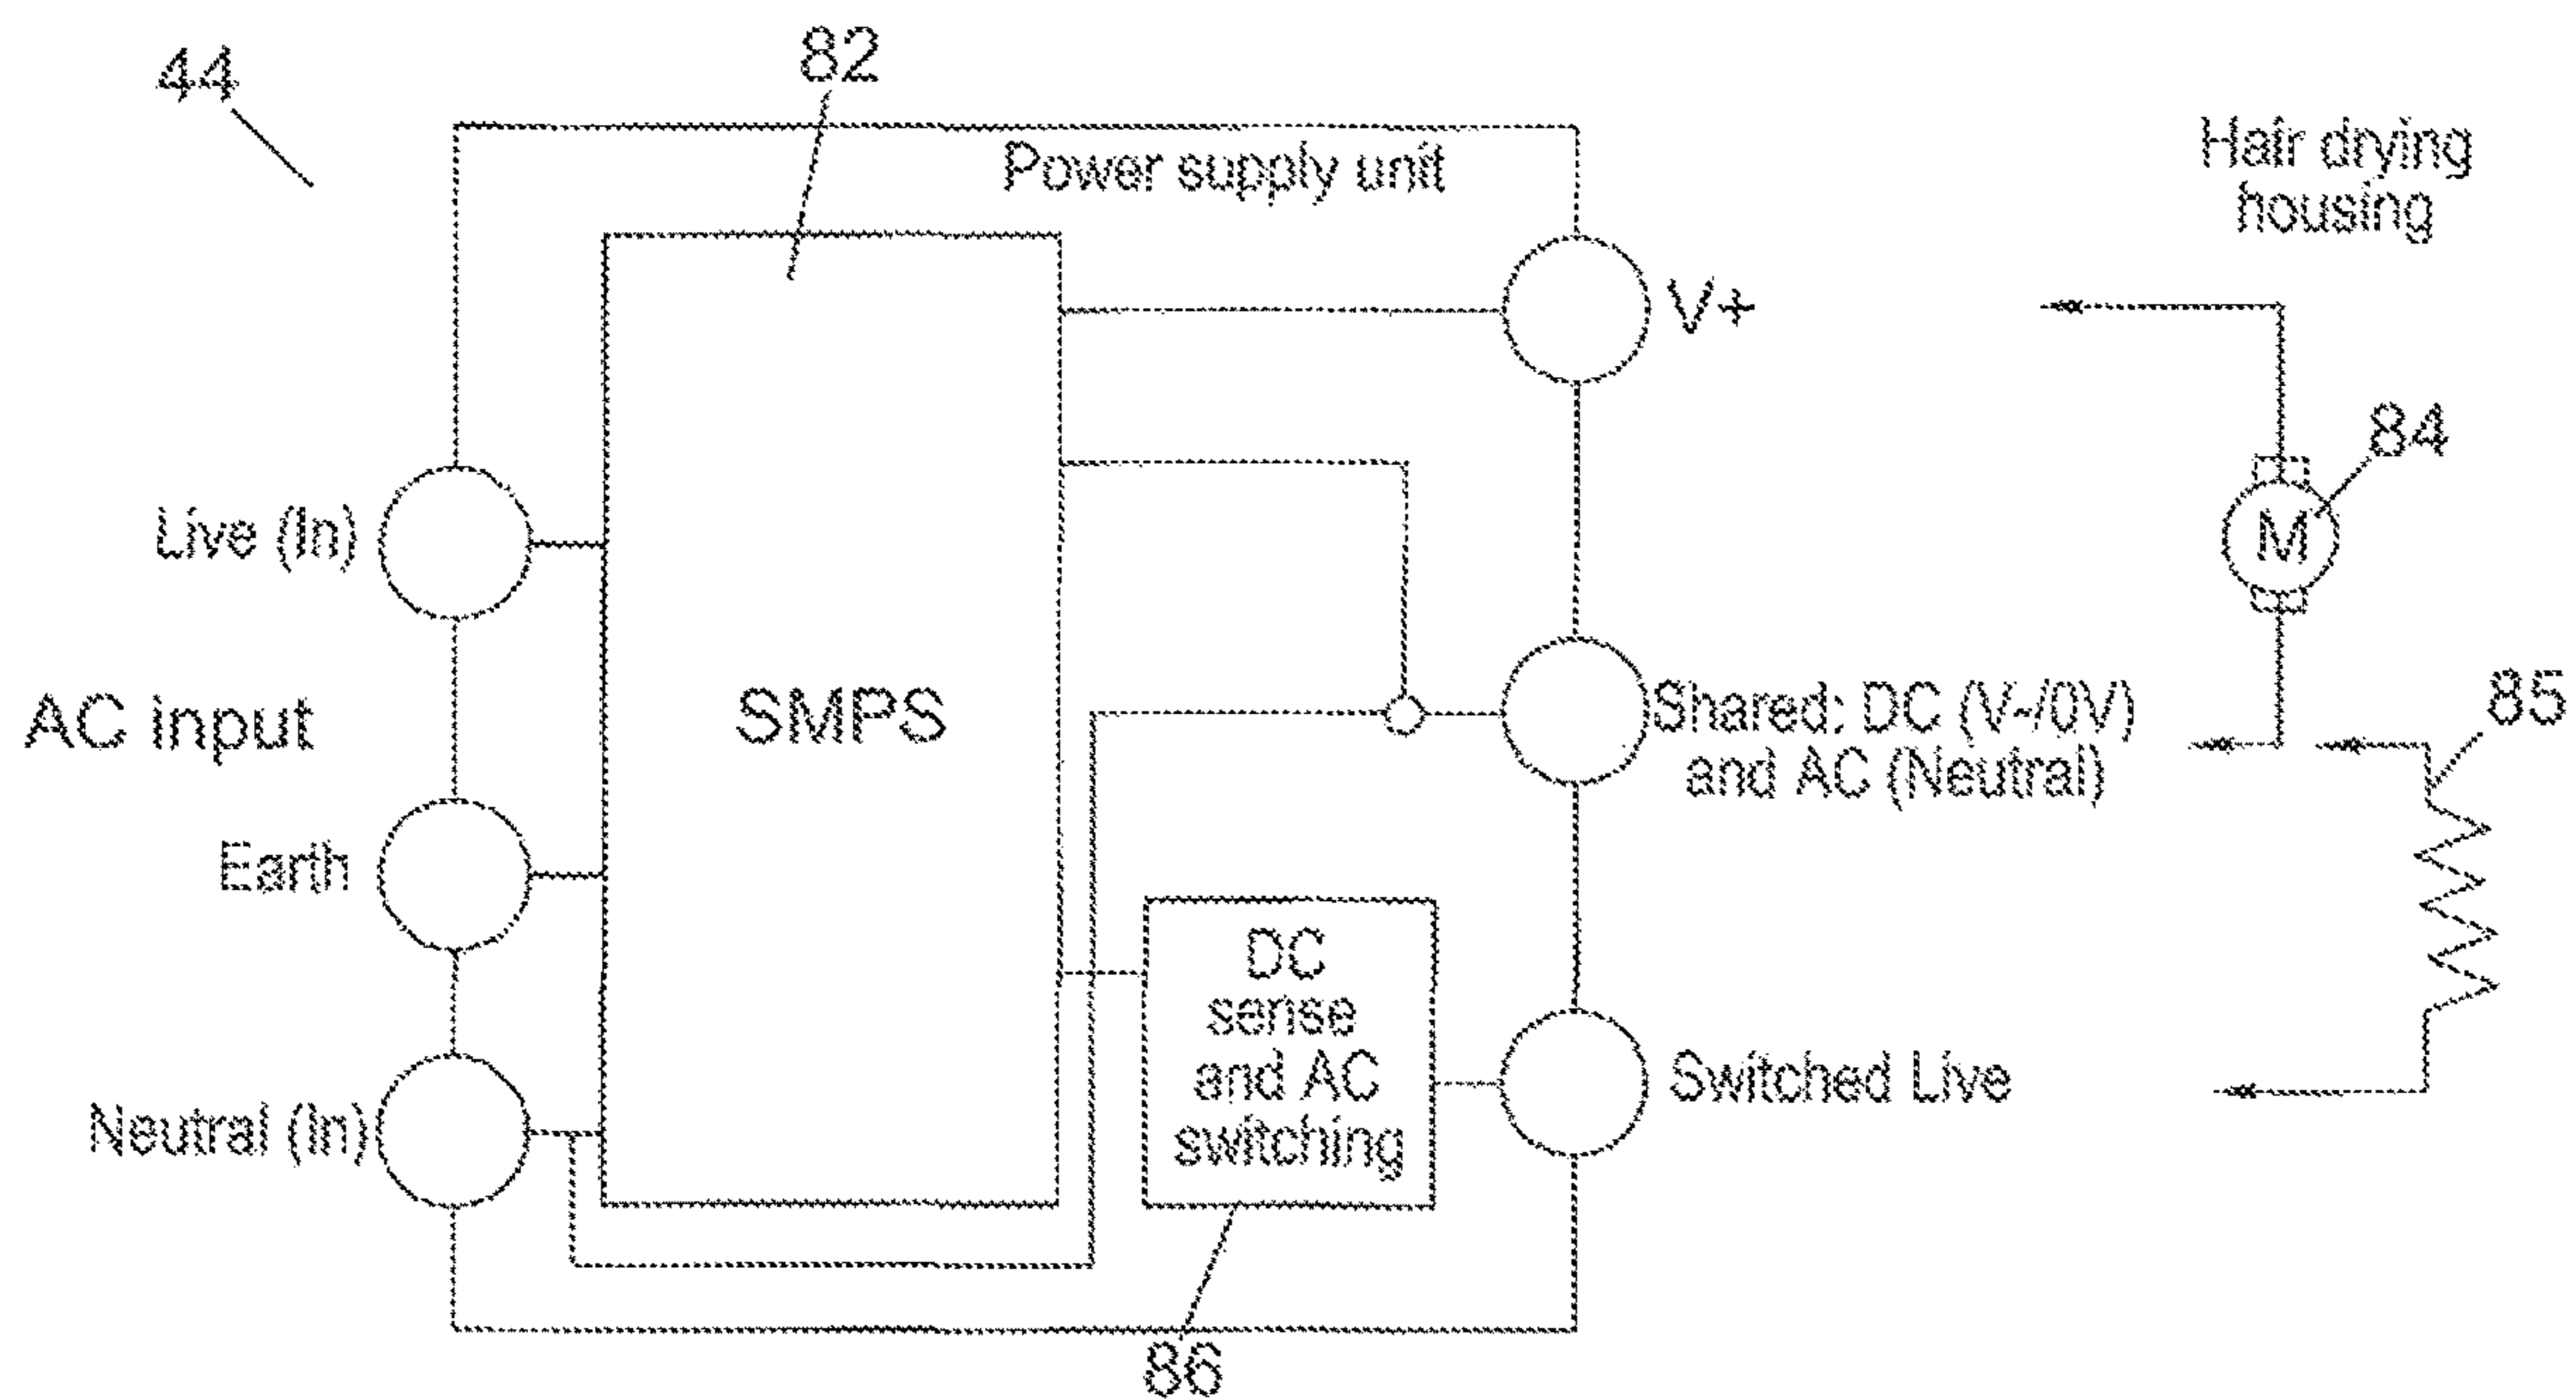 44
82
Power supply unit
Hair drying
housing
V+
84
M
Live (In)
SMPS
AC input
Shared: DC (V-/0V)
and AC (Neutral)
85
Earth
DC
sense
and AC
switching
Switched Live
Neutral (In)
86